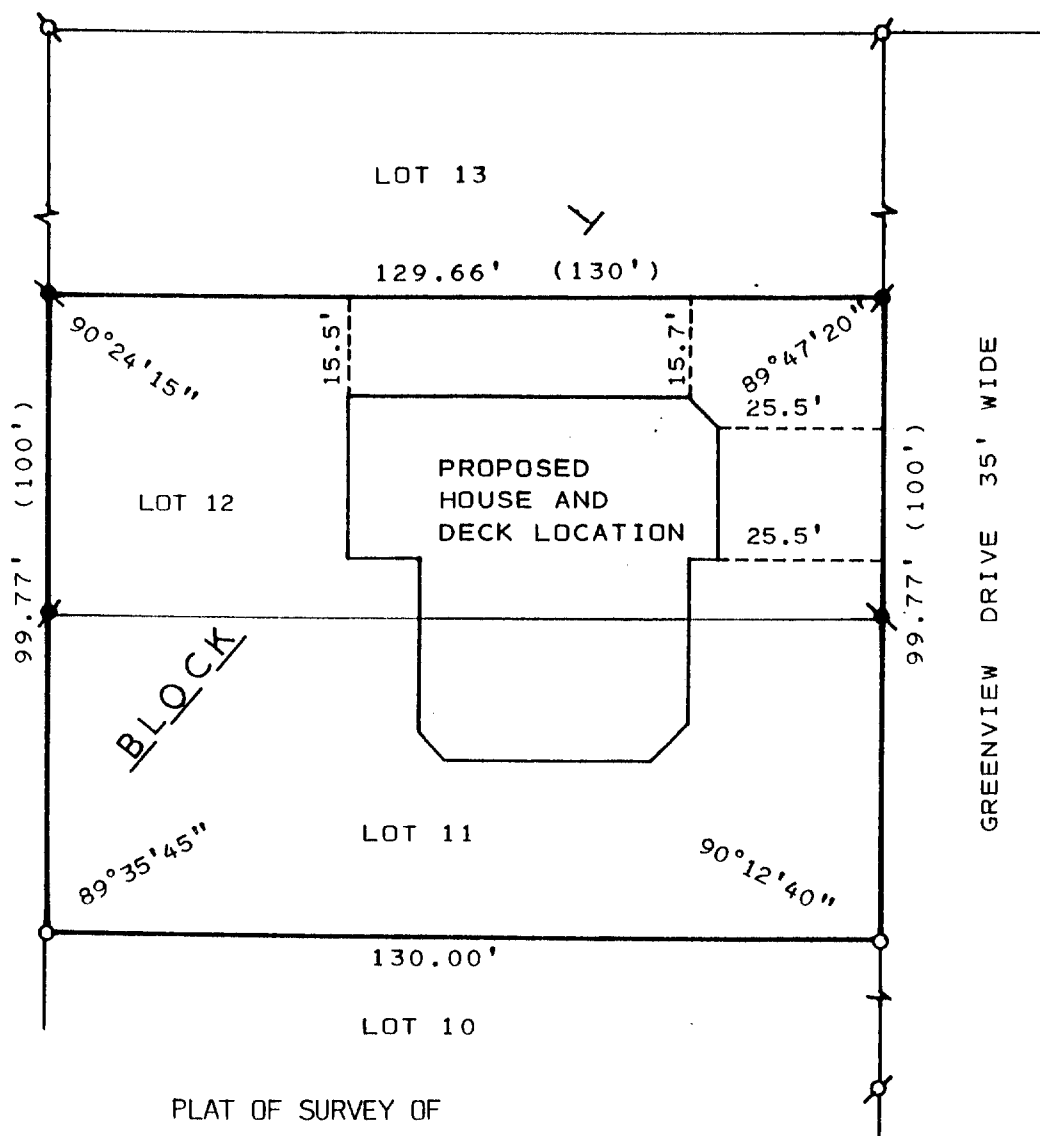 LOT 13
129.66' (130')
90°24'15"
15.5'
15.7'
89°47'20"
25.5'
99.77' (100')
LOT 12
PROPOSED
HOUSE AND
DECK LOCATION
25.5'
99.77' (100')
GREENVIEW DRIVE 35' WIDE
BLOCK
1
LOT 11
89°35'45"
90°12'40"
130.00'
LOT 10
PLAT OF SURVEY OF